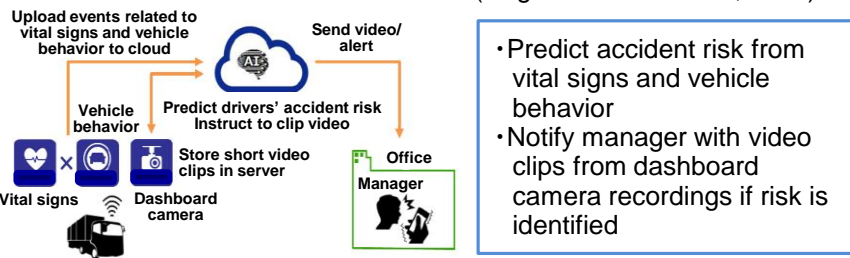 Upload events related to
vital signs and vehicle
behavior to cloud
AI
Send video/
alert
Predict drivers' accident risk
Instruct to clip video
Vehicle
behavior
×
Store short video
clips in server
Vital signs
Dashboard
camera
Office
Manager
・Predict accident risk from
vital signs and vehicle
behavior
・Notify manager with video
clips from dashboard
camera recordings if risk is
identified